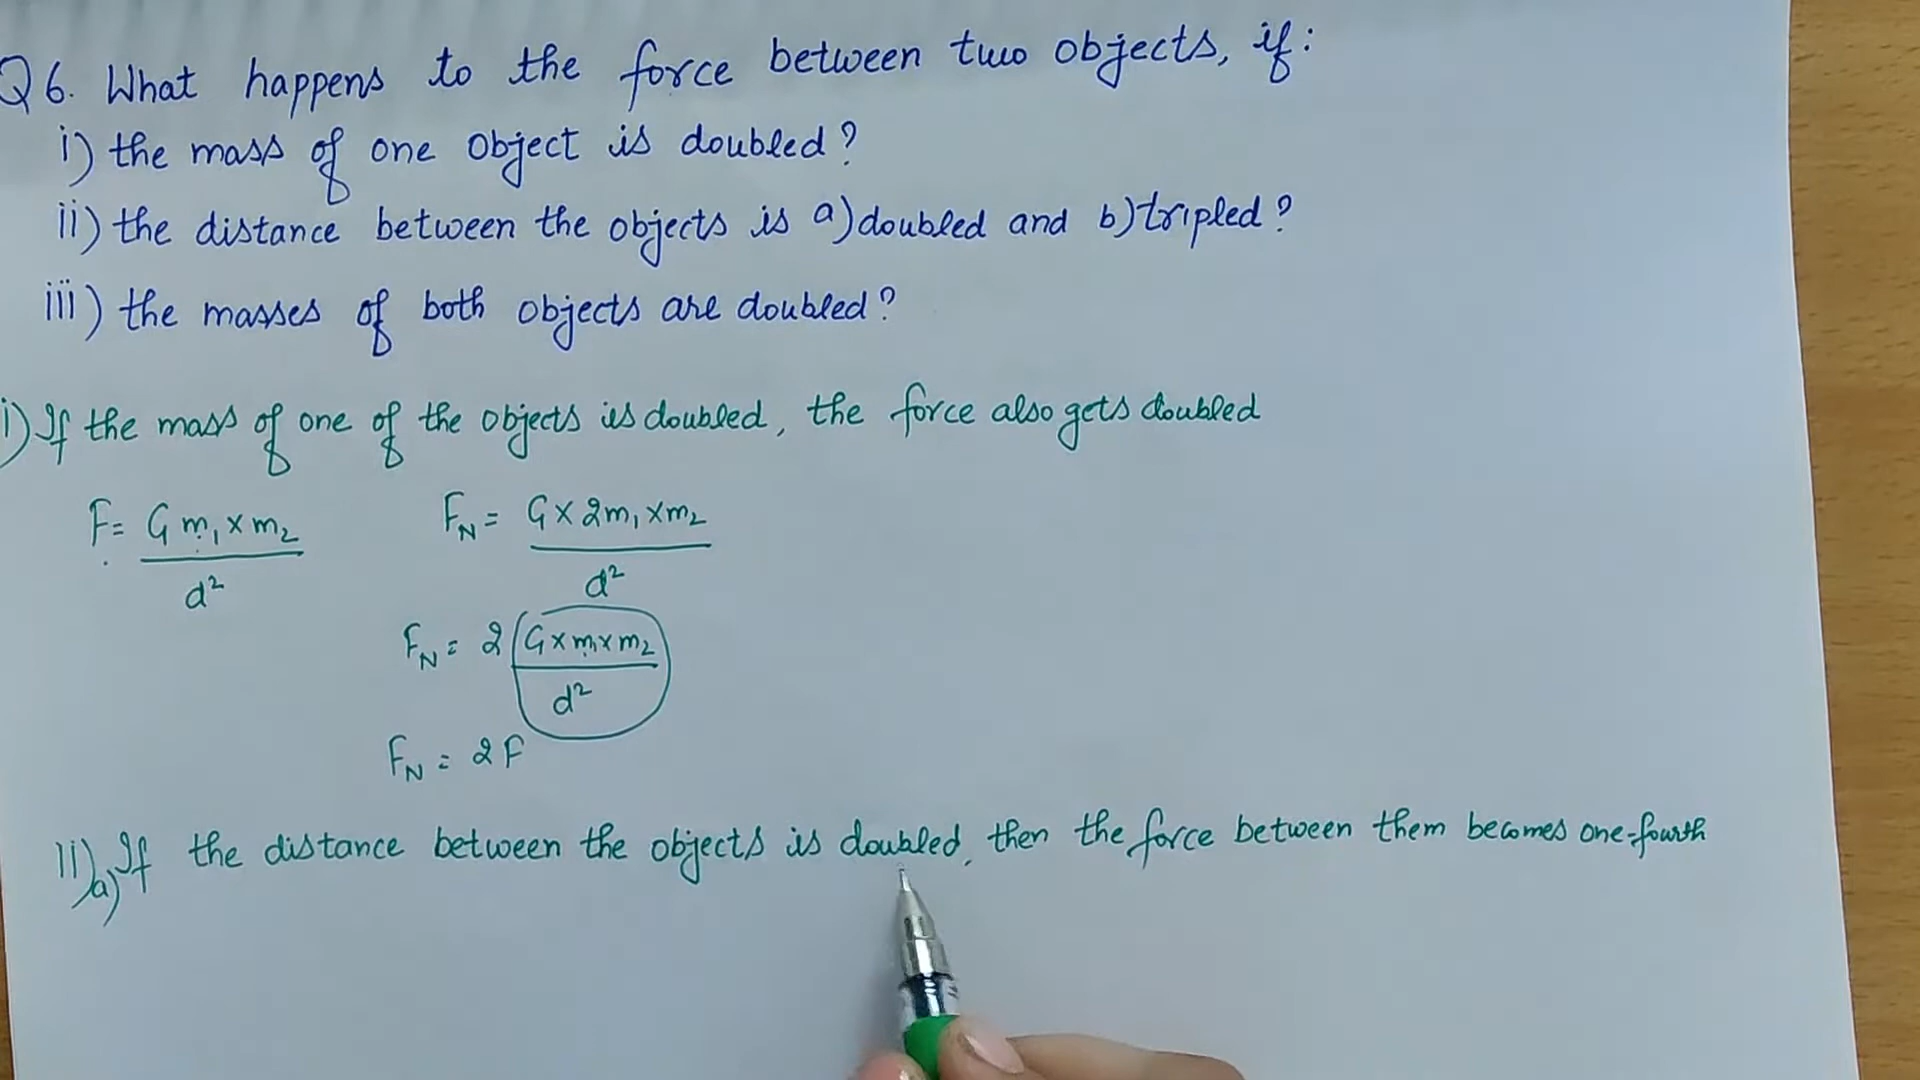 Q6. What happens to the force between two objects, if:
i) the mass of one object is doubled?
ii) the distance between the objects is a) doubled and b) tripled?
iii) the masses of both objects are doubled?
i) If the mass of one of the objects is doubled, the force also gets doubled
F = G m₁ × m₂ / d²
F_N = G × 2m₁ × m₂ / d²
F_N = 2 (G × m₁ × m₂ / d²)
F_N = 2F
ii) a) If the distance between the objects is doubled, then the force between them becomes one-fourth